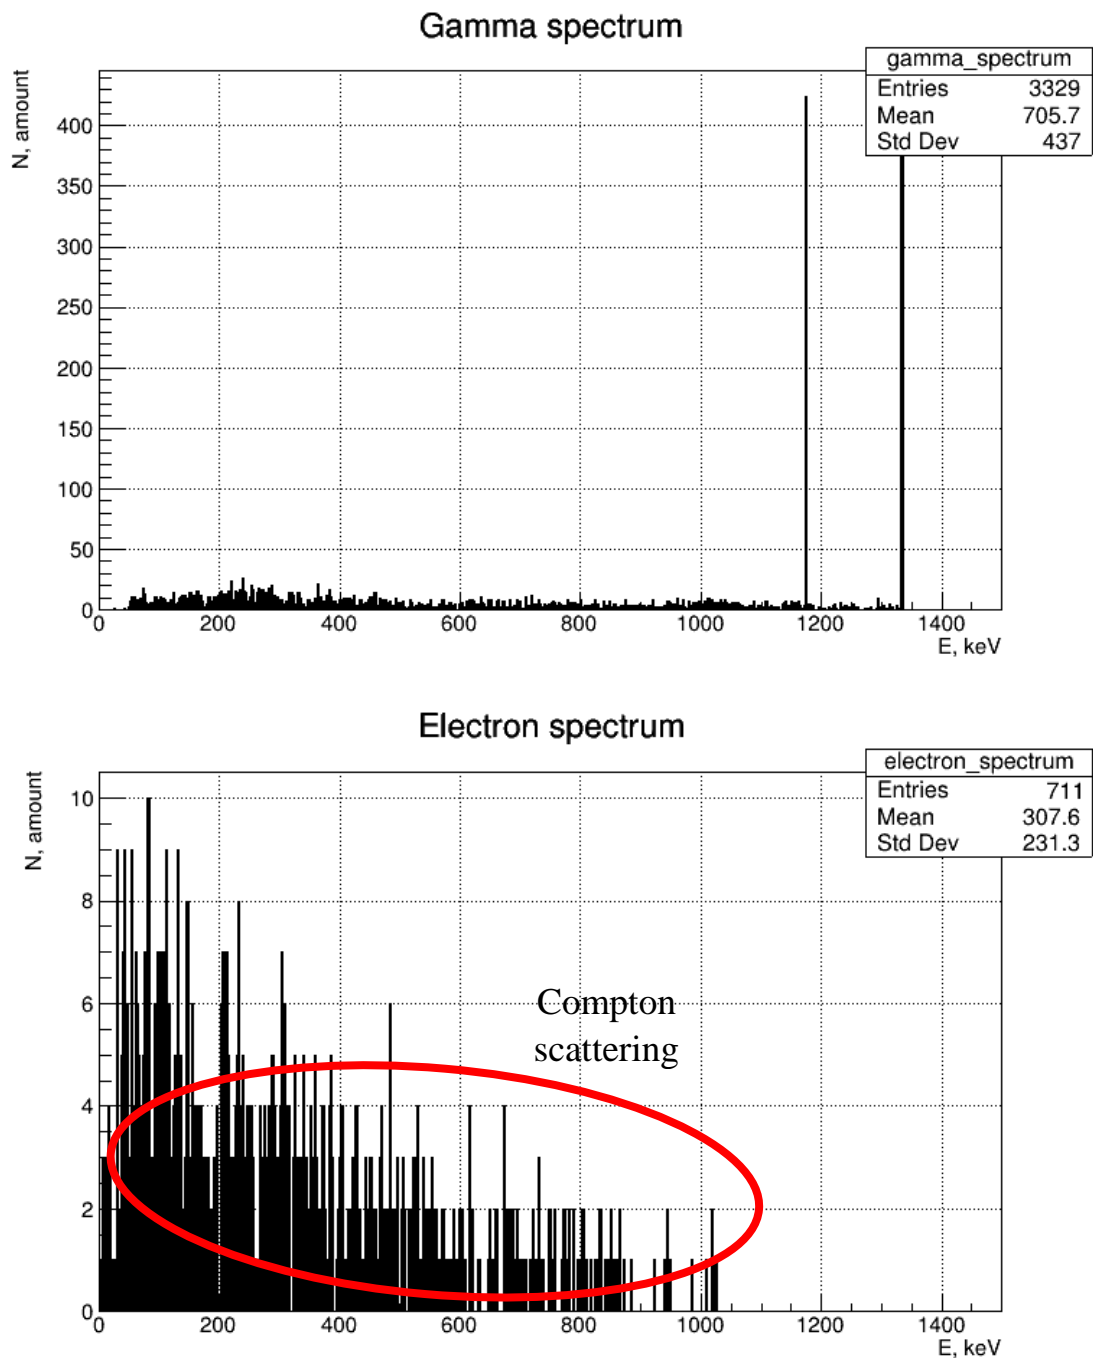 Gamma spectrum
gamma_spectrum
Entries 3329
Mean 705.7
Std Dev 437
N, amount
400
350
300
250
200
150
100
50
0
0 200 400 600 800 1000 1200 1400
E, keV
Electron spectrum
electron_spectrum
Entries 711
Mean 307.6
Std Dev 231.3
N, amount
10
8
6
4
2
0
Compton
scattering
0 200 400 600 800 1000 1200 1400
E, keV